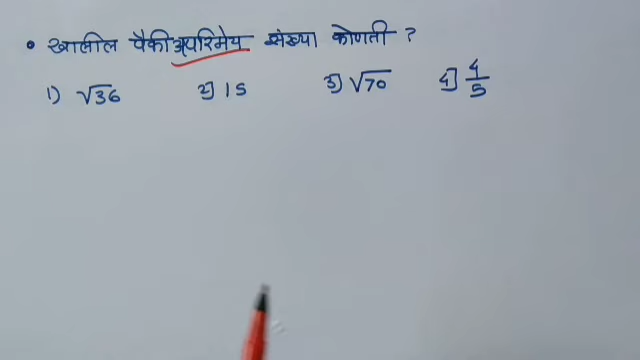 • खालील पैकी अपरिमेय संख्या कोणती ?
1) √36 2] 15 3] √70 4] 4/5